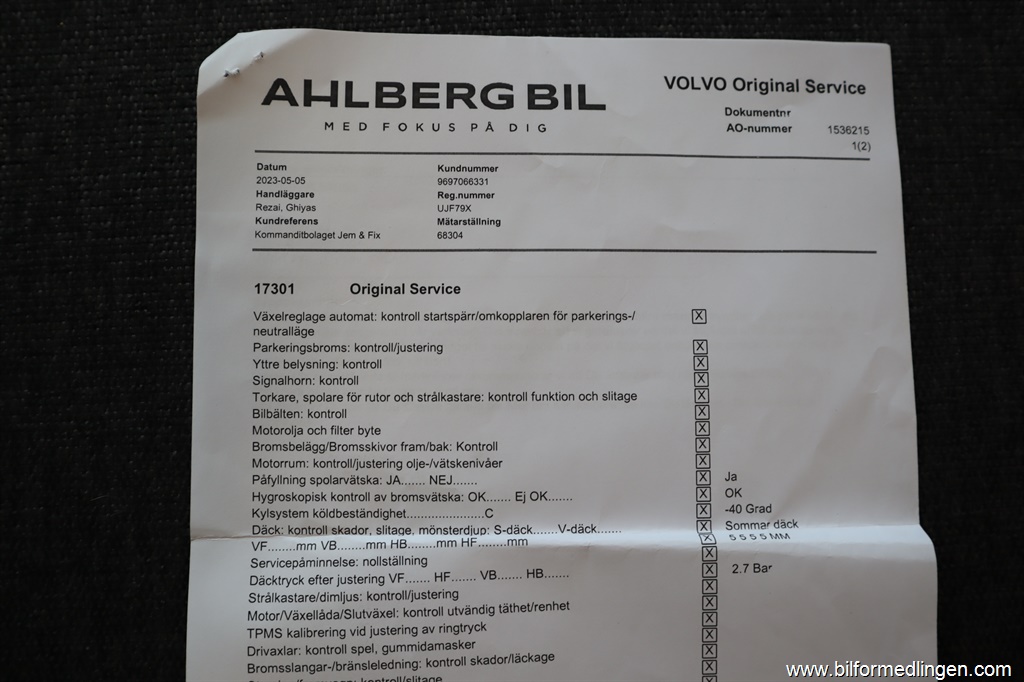 AHLBERG BIL
MED FOKUS PÅ DIG
VOLVO Original Service
Dokumentnr
AO-nummer 1536215
1(2)
Datum Kundnummer
2023-05-05 9697066331
Handläggare Reg.nummer
Rezai, Ghiyas UJF79X
Kundreferens Mätarställning
Kommanditbolaget Jem & Fix 68304
17301 Original Service
Växelreglage automat: kontroll startspärr/omkopplaren för parkerings-/ X
neutralläge
Parkeringsbroms: kontroll/justering X
Yttre belysning: kontroll X
Signalhorn: kontroll X
Torkare, spolare för rutor och strålkastare: kontroll funktion och slitage X
Bilbälten: kontroll X
Motorolja och filter byte X
Bromsbelägg/Bromsskivor fram/bak: Kontroll X
Motorrum: kontroll/justering olje-/vätskenivåer X
Påfyllning spolarvätska: JA....... NEJ....... X Ja
Hygroskopisk kontroll av bromsvätska: OK....... Ej OK....... X OK
Kylsystem köldbeständighet.......................C X -40 Grad
Däck: kontroll skador, slitage, mönsterdjup: S-däck....... V-däck....... X Sommar däck
VF........mm VB........mm HB........mm HF........mm X 5 5 5 5 MM
Servicepåminnelse: nollställning X
Däcktryck efter justering VF....... HF....... VB....... HB....... X 2.7 Bar
Strålkastare/dimljus: kontroll/justering X
Motor/Växellåda/Slutväxel: kontroll utvändig täthet/renhet X
TPMS kalibrering vid justering av ringtryck X
Drivaxlar: kontroll spel, gummidamasker X
Bromsslangar-/bränsleledning: kontroll skador/läckage X
kontroll/slitage
www.bilformedlingen.com